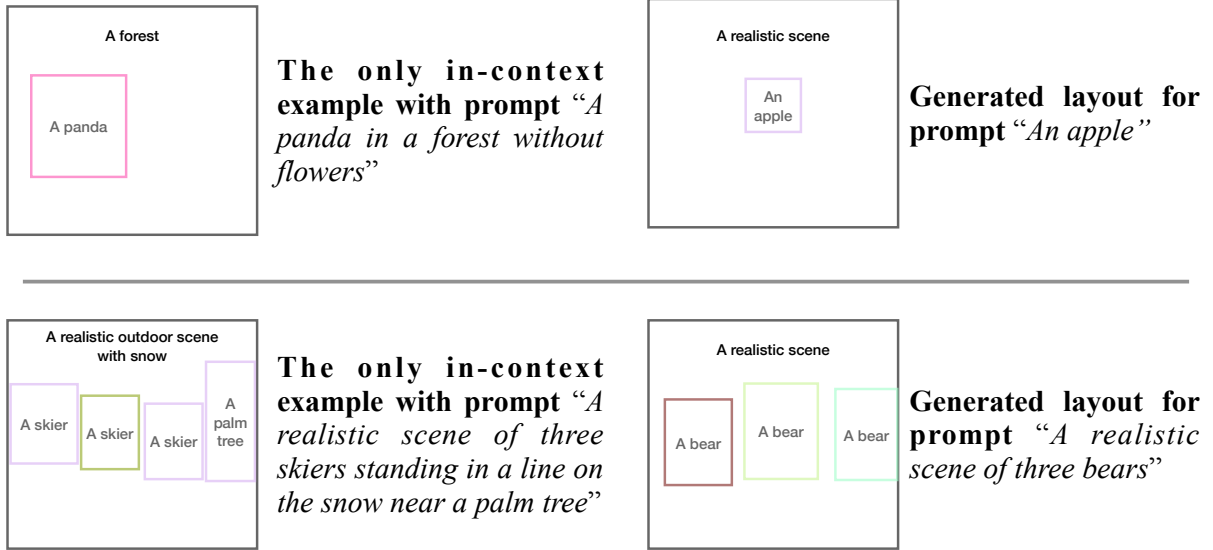 A forest
A panda
The only in-context
example with prompt “A
panda in a forest without
flowers”
A realistic scene
An
apple
Generated layout for
prompt “An apple”
A realistic outdoor scene
with snow
A skier
A skier
A skier
A
palm
tree
The only in-context
example with prompt “A
realistic scene of three
skiers standing in a line on
the snow near a palm tree”
A realistic scene
A bear
A bear
A bear
Generated layout for
prompt “A realistic
scene of three bears”